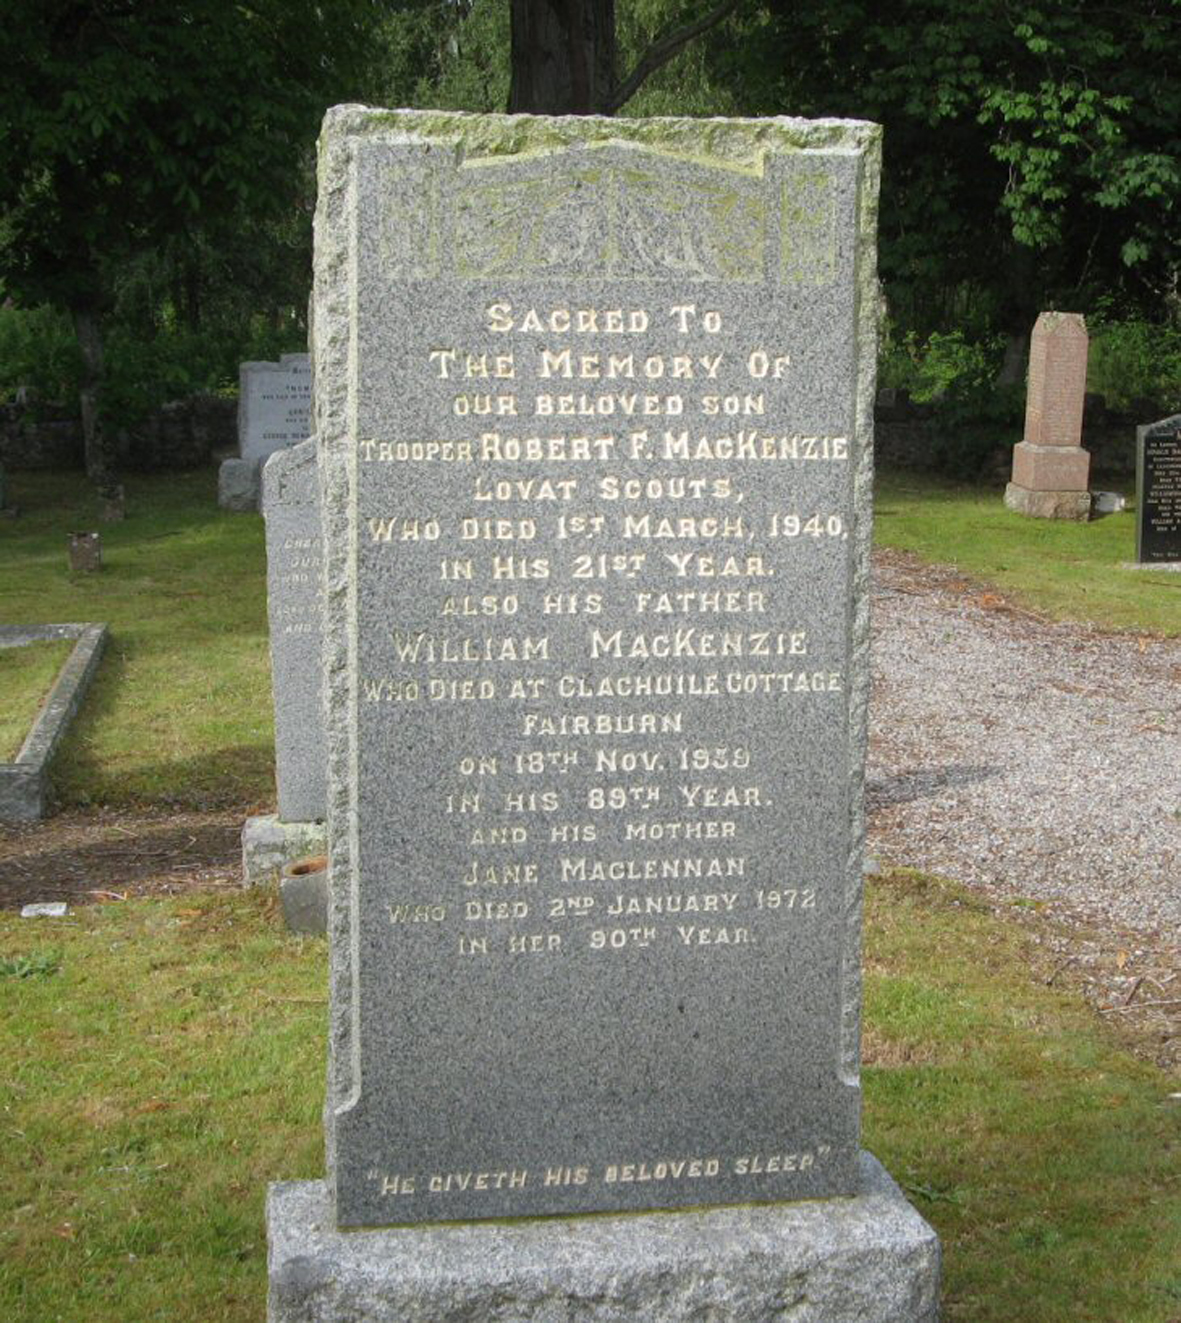 SACRED TO
THE MEMORY OF
OUR BELOVED SON
TROOPER ROBERT F. MACKENZIE
LOVAT SCOUTS,
WHO DIED 1ST MARCH, 1940,
IN HIS 21ST YEAR.
ALSO HIS FATHER
WILLIAM MACKENZIE
WHO DIED AT CLACHUILE COTTAGE
FAIRBURN
ON 18TH NOV. 1959
IN HIS 89TH YEAR.
AND HIS MOTHER
JANE MACLENNAN
WHO DIED 2ND JANUARY 1972
IN HER 90TH YEAR.
"HE GIVETH HIS BELOVED SLEEP"